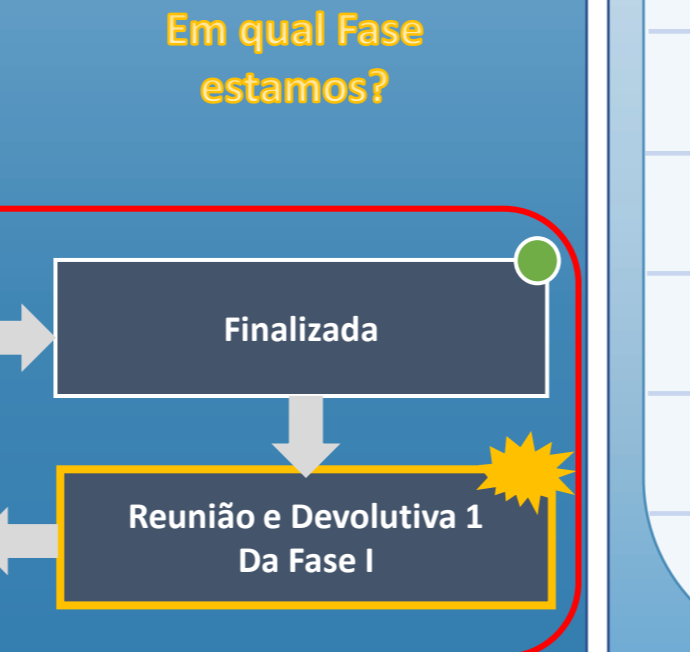 Em qual Fase
estamos?
Finalizada
Reunião e Devolutiva 1
Da Fase I